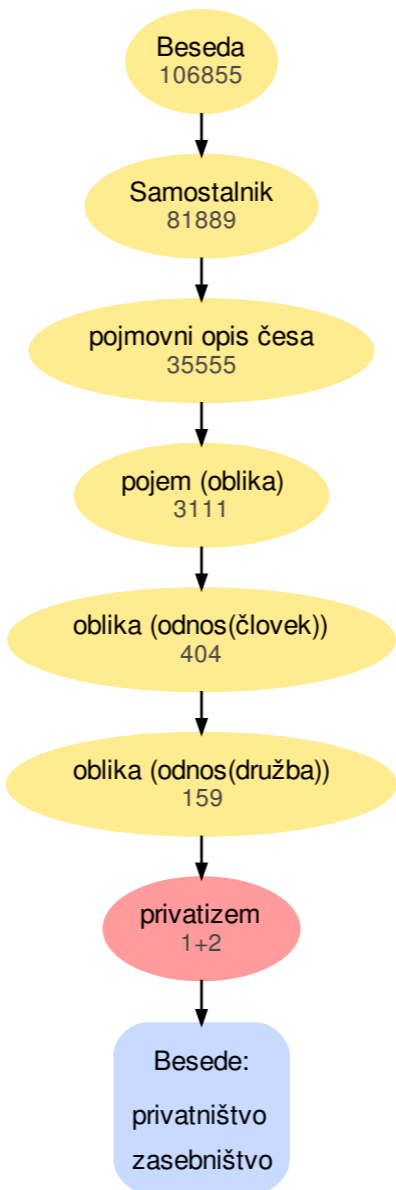 Beseda
106855
Samostalnik
81889
pojmovni opis česa
35555
pojem (oblika)
3111
oblika (odnos(človek))
404
oblika (odnos(družba))
159
privatizem
1+2
Besede:
privatništvo
zasebništvo